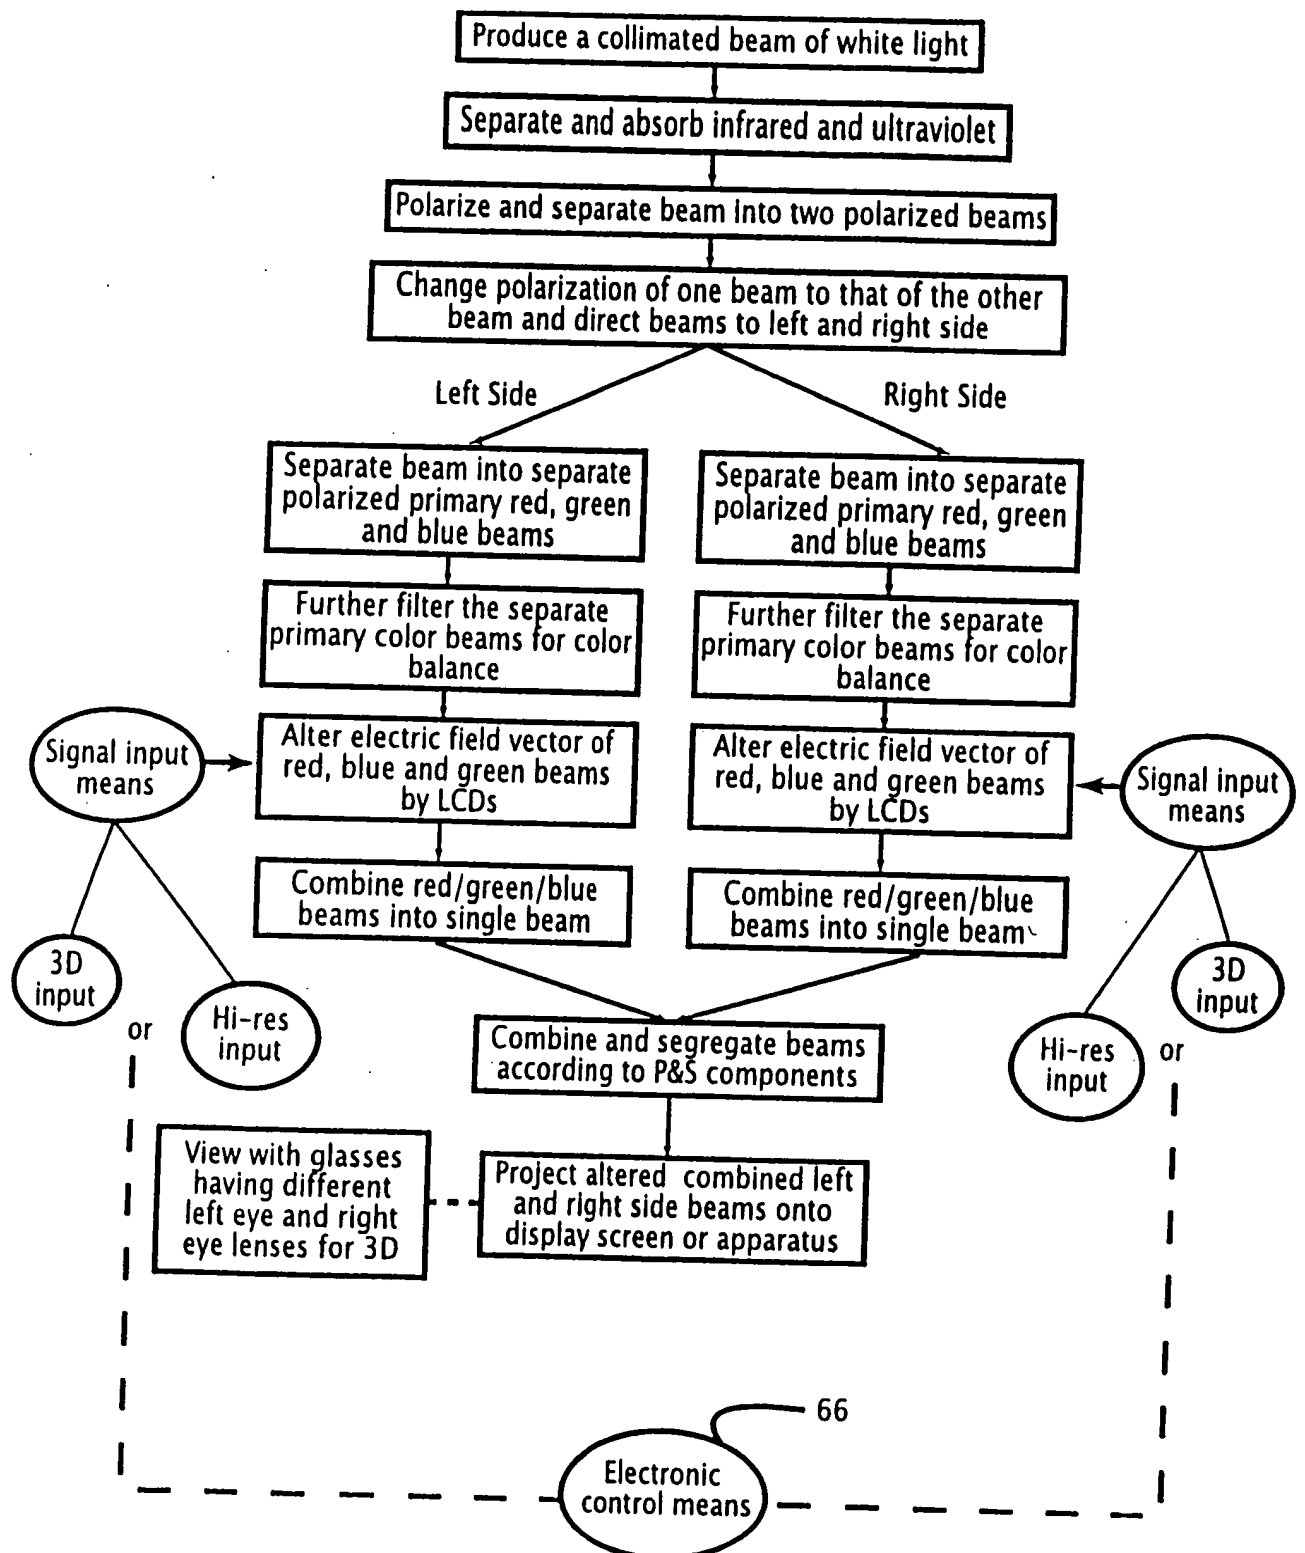 Produce a collimated beam of white light
Separate and absorb infrared and ultraviolet
Polarize and separate beam into two polarized beams
Change polarization of one beam to that of the other
beam and direct beams to left and right side
Left Side
Right Side
Separate beam into separate
polarized primary red, green
and blue beams
Separate beam into separate
polarized primary red, green
and blue beams
Further filter the separate
primary color beams for color
balance
Further filter the separate
primary color beams for color
balance
Signal input
means
Alter electric field vector of
red, blue and green beams
by LCDs
Alter electric field vector of
red, blue and green beams
by LCDs
Signal input
means
Combine red/green/blue
beams into single beam
Combine red/green/blue
beams into single beam
3D
input
or
Hi-res
input
Hi-res
input
or
3D
input
Combine and segregate beams
according to P&S components
View with glasses
having different
left eye and right
eye lenses for 3D
Project altered combined left
and right side beams onto
display screen or apparatus
66
Electronic
control means